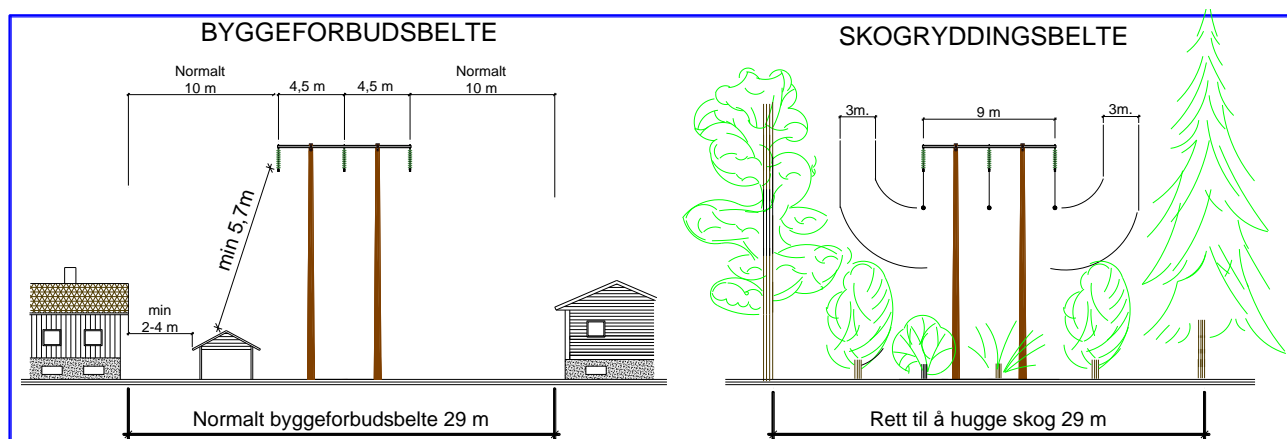 BYGGEFORBUDSBELTE
Normalt
10 m
4,5 m
4,5 m
Normalt
10 m
min 5,7m
min
2-4 m
Normalt byggeforbudsbelte 29 m
SKOGRYDDINGSBELTE
3m.
9 m
3m.
Rett til å hugge skog 29 m